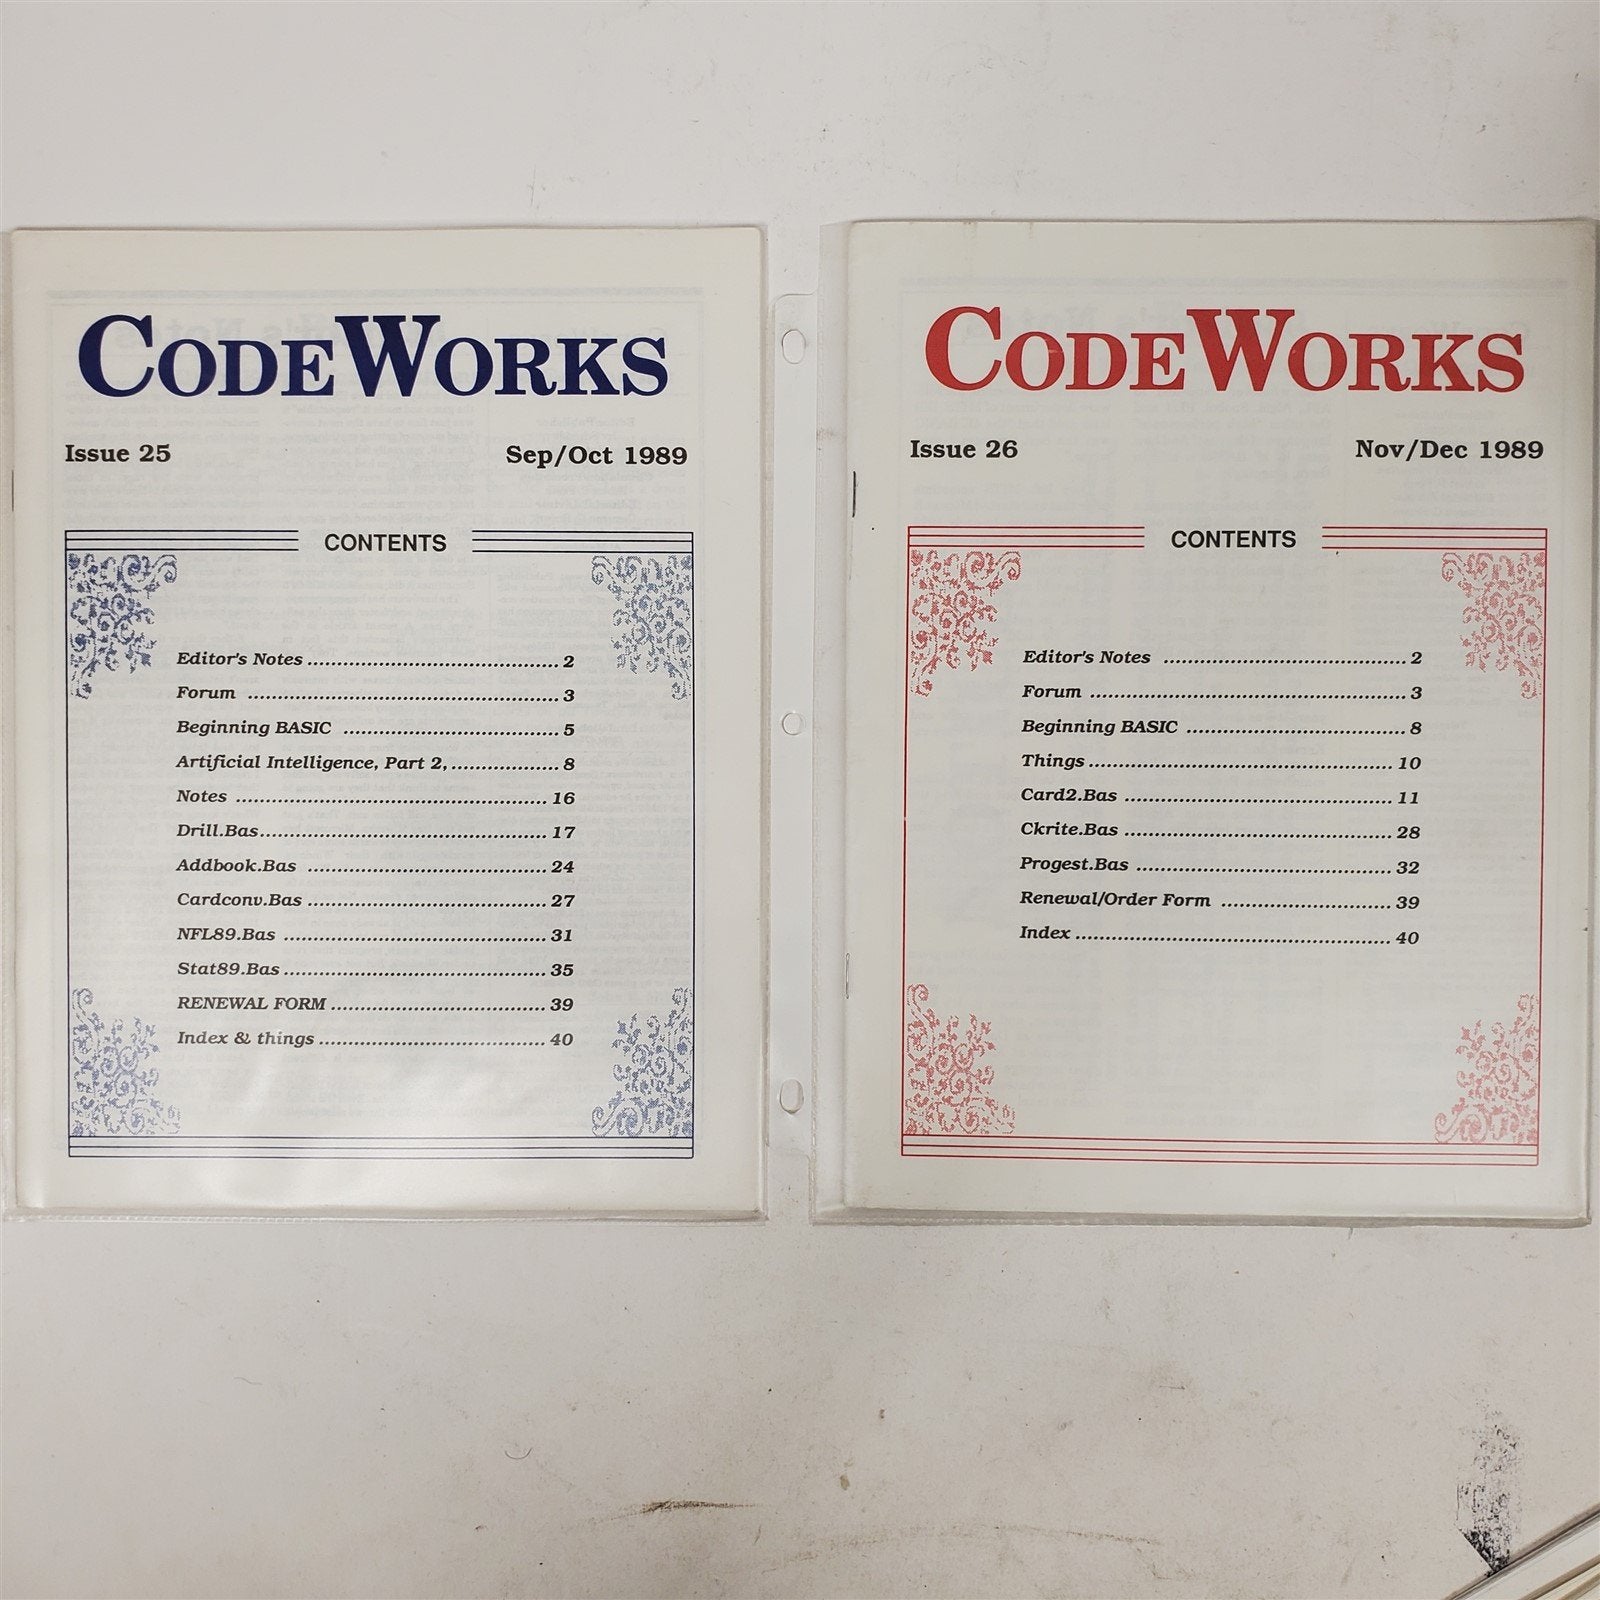 CODEWORKS
Issue 25 Sep/Oct 1989
CONTENTS
Editor's Notes ........................................... 2
Forum ..................................................... 3
Beginning BASIC ..................................... 5
Artificial Intelligence, Part 2, .................. 8
Notes ..................................................... 16
Drill.Bas................................................. 17
Addbook.Bas ......................................... 24
Cardconv.Bas ......................................... 27
NFL89.Bas ............................................. 31
Stat89.Bas ............................................. 35
RENEWAL FORM ..................................... 39
Index & things ....................................... 40
CODEWORKS
Issue 26 Nov/Dec 1989
CONTENTS
Editor's Notes ......................................... 2
Forum ...................................................... 3
Beginning BASIC ..................................... 8
Things .................................................... 10
Card2.Bas .............................................. 11
Ckrite.Bas .............................................. 28
Progest.Bas ............................................ 32
Renewal/Order Form ............................. 39
Index ...................................................... 40